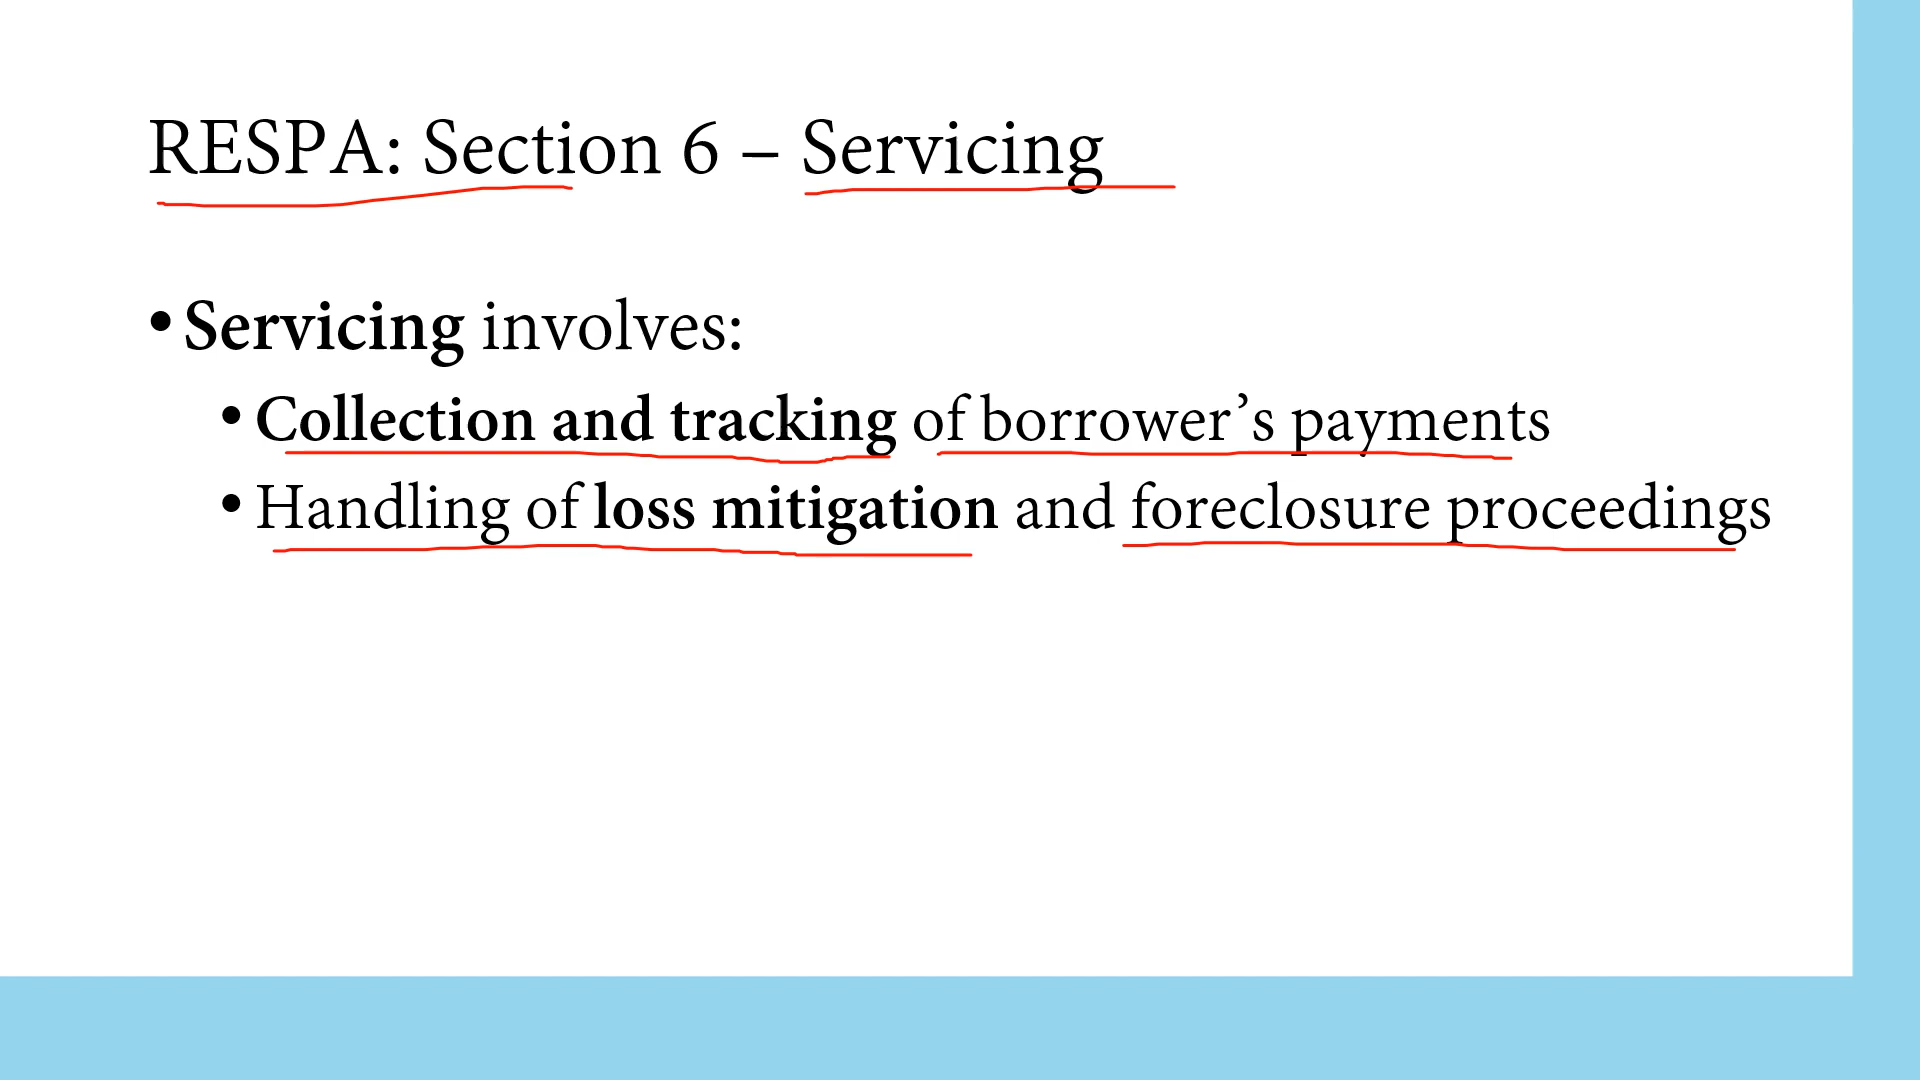 RESPA: Section 6 – Servicing
• Servicing involves:
• Collection and tracking of borrower’s payments
• Handling of loss mitigation and foreclosure proceedings